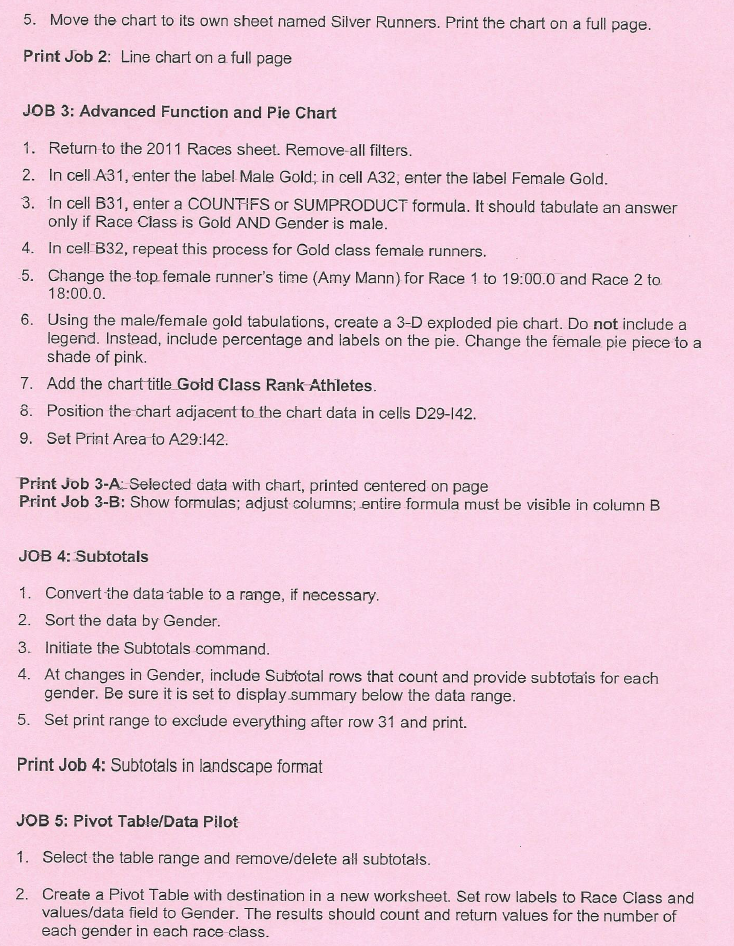 5. Move the chart to its own sheet named Silver Runners. Print the chart on a full page.
Print Job 2: Line chart on a full page
JOB 3: Advanced Function and Pie Chart
1. Return to the 2011 Races sheet. Remove all filters.
2. In cell A31, enter the label Male Gold; in cell A32, enter the label Female Gold.
3. In cell B31, enter a COUNTIFS or SUMPRODUCT formula. It should tabulate an answer
only if Race Class is Gold AND Gender is male.
4. In cell B32, repeat this process for Gold class female runners.
5. Change the top female runner's time (Amy Mann) for Race 1 to 19:00.0 and Race 2 to
18:00.0.
6. Using the male/female gold tabulations, create a 3-D exploded pie chart. Do not include a
legend. Instead, include percentage and labels on the pie. Change the female pie piece to a
shade of pink.
7. Add the chart title Gold Class Rank Athletes.
8. Position the chart adjacent to the chart data in cells D29-I42.
9. Set Print Area to A29:I42.
Print Job 3-A: Selected data with chart, printed centered on page
Print Job 3-B: Show formulas; adjust columns; entire formula must be visible in column B
JOB 4: Subtotals
1. Convert the data table to a range, if necessary.
2. Sort the data by Gender.
3. Initiate the Subtotals command.
4. At changes in Gender, include Subtotal rows that count and provide subtotals for each
gender. Be sure it is set to display summary below the data range.
5. Set print range to exclude everything after row 31 and print.
Print Job 4: Subtotals in landscape format
JOB 5: Pivot Table/Data Pilot
1. Select the table range and remove/delete all subtotals.
2. Create a Pivot Table with destination in a new worksheet. Set row labels to Race Class and
values/data field to Gender. The results should count and return values for the number of
each gender in each race class.